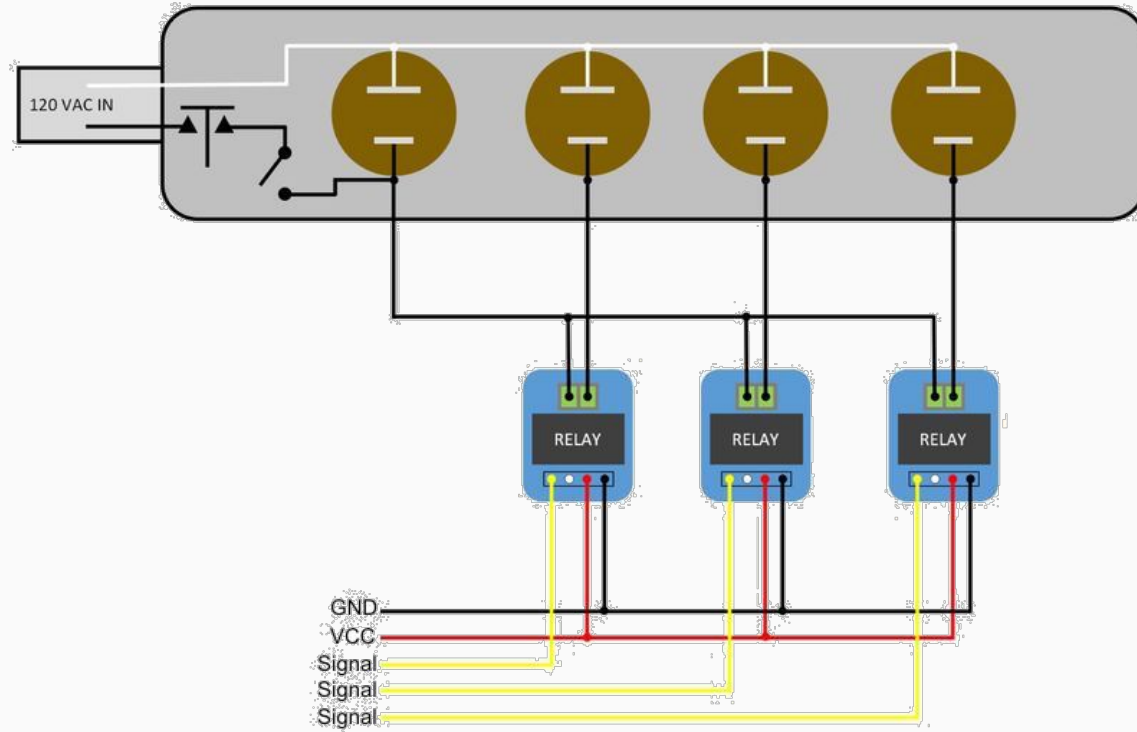 120 VAC IN
RELAY
RELAY
RELAY
GND
VCC
Signal
Signal
Signal